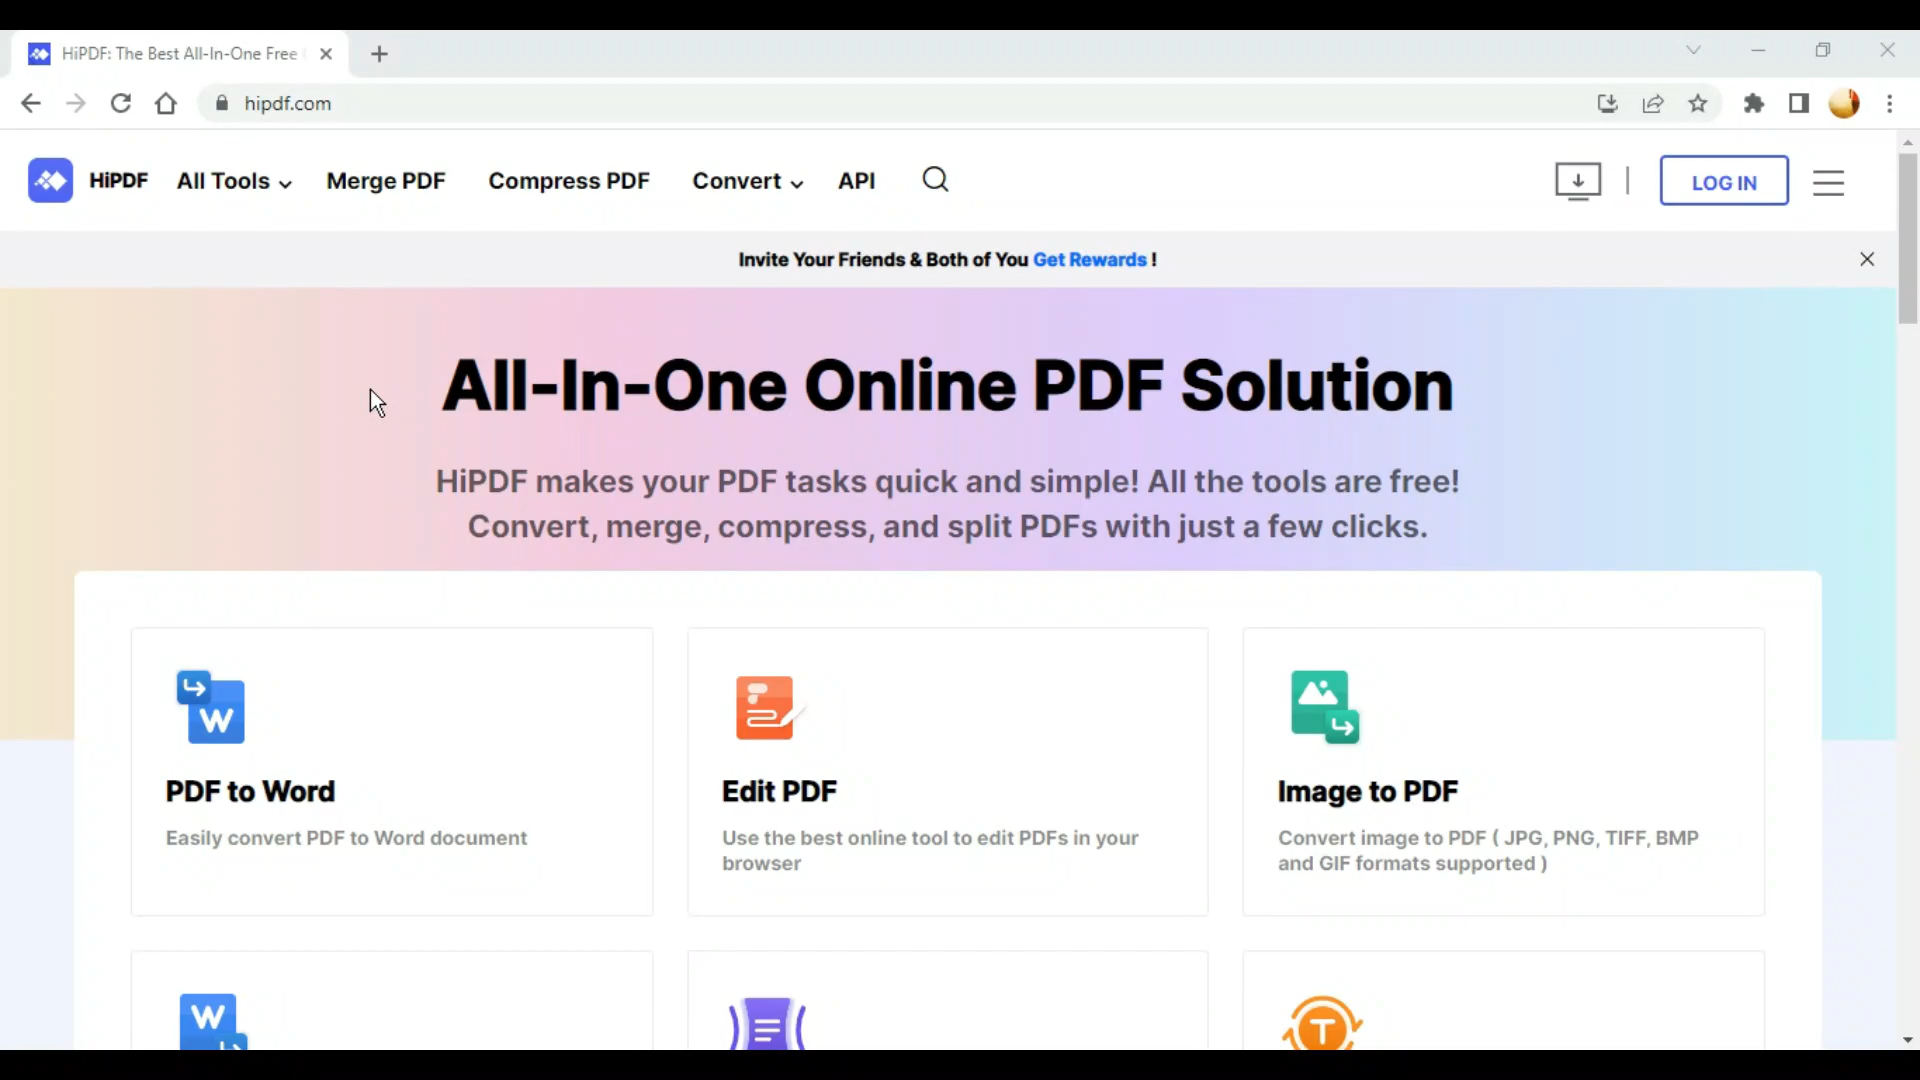 HiPDF: The Best All-In-One Free
hipdf.com
HiPDF All Tools Merge PDF Compress PDF Convert API LOG IN
Invite Your Friends & Both of You Get Rewards !
All-In-One Online PDF Solution
HiPDF makes your PDF tasks quick and simple! All the tools are free!
Convert, merge, compress, and split PDFs with just a few clicks.
W
PDF to Word
Easily convert PDF to Word document
Edit PDF
Use the best online tool to edit PDFs in your
browser
Image to PDF
Convert image to PDF ( JPG, PNG, TIFF, BMP
and GIF formats supported )
W
T